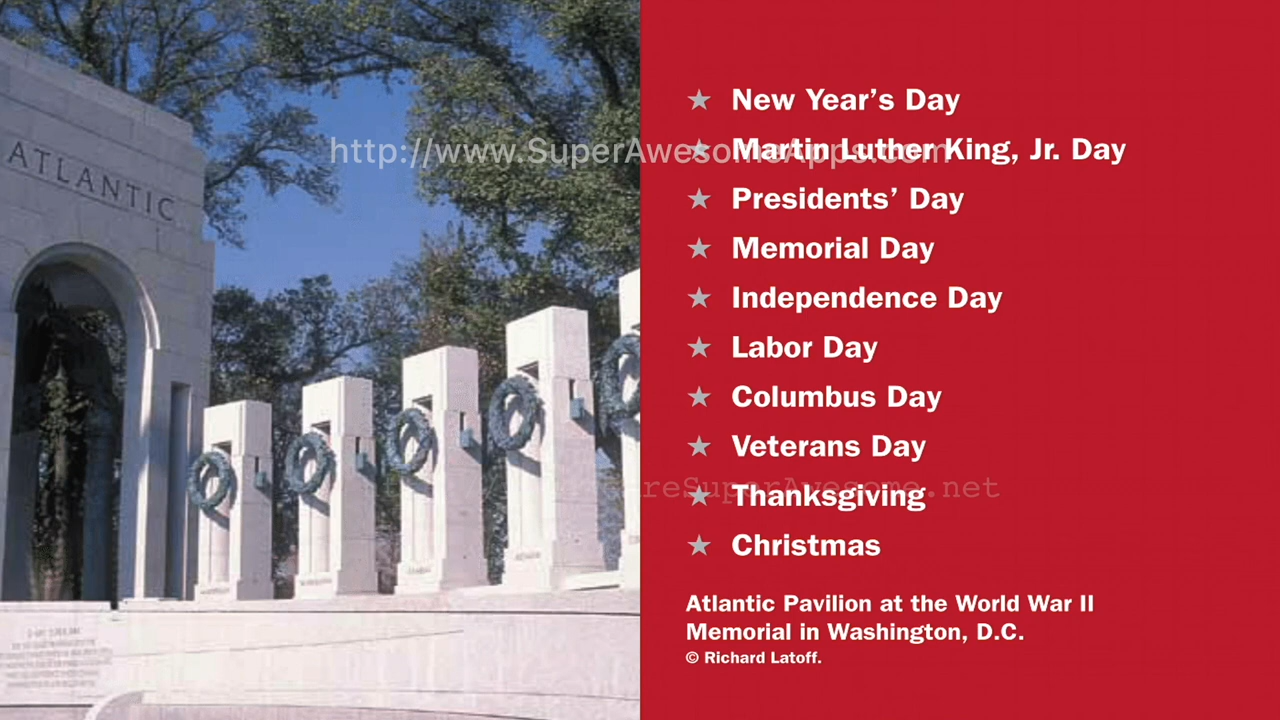 ATLANTIC
http://www.SuperAwesomeApps.com
★ New Year's Day
★ Martin Luther King, Jr. Day
★ Presidents' Day
★ Memorial Day
★ Independence Day
★ Labor Day
★ Columbus Day
★ Veterans Day
★ Thanksgiving
★ Christmas
Atlantic Pavilion at the World War II
Memorial in Washington, D.C.
© Richard Latoff.